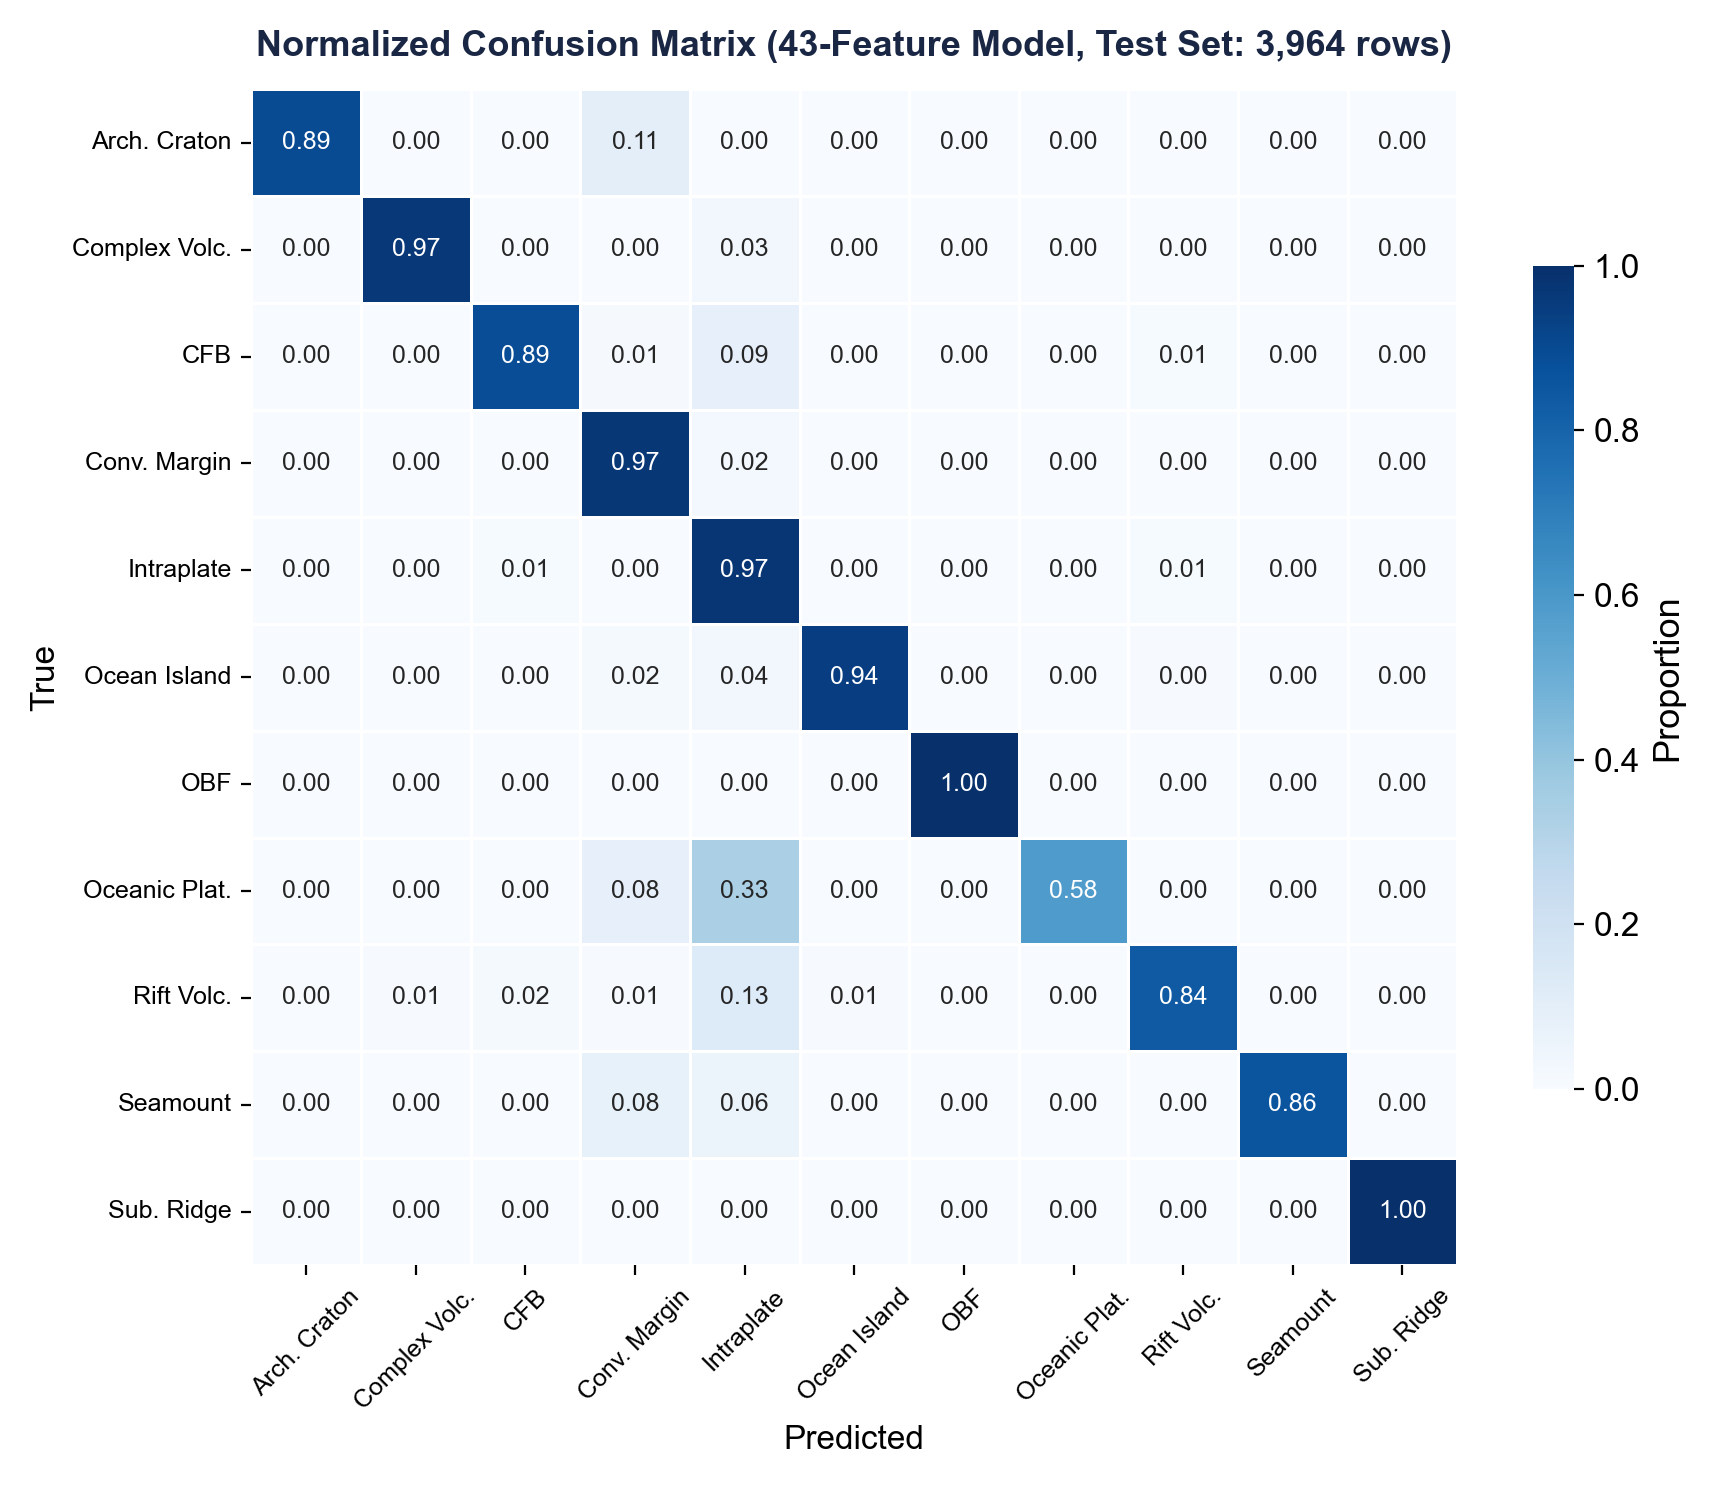 Normalized Confusion Matrix (43-Feature Model, Test Set: 3,964 rows)
Arch. Craton 0.89 0.00 0.00 0.11 0.00 0.00 0.00 0.00 0.00 0.00 0.00
Complex Volc. 0.00 0.97 0.00 0.00 0.03 0.00 0.00 0.00 0.00 0.00 0.00
CFB 0.00 0.00 0.89 0.01 0.09 0.00 0.00 0.00 0.01 0.00 0.00
Conv. Margin 0.00 0.00 0.00 0.97 0.02 0.00 0.00 0.00 0.00 0.00 0.00
Intraplate 0.00 0.00 0.01 0.00 0.97 0.00 0.00 0.00 0.01 0.00 0.00
Ocean Island 0.00 0.00 0.00 0.02 0.04 0.94 0.00 0.00 0.00 0.00 0.00
OBF 0.00 0.00 0.00 0.00 0.00 0.00 1.00 0.00 0.00 0.00 0.00
Oceanic Plat. 0.00 0.00 0.00 0.08 0.33 0.00 0.00 0.58 0.00 0.00 0.00
Rift Volc. 0.00 0.01 0.02 0.01 0.13 0.01 0.00 0.00 0.84 0.00 0.00
Seamount 0.00 0.00 0.00 0.08 0.06 0.00 0.00 0.00 0.00 0.86 0.00
Sub. Ridge 0.00 0.00 0.00 0.00 0.00 0.00 0.00 0.00 0.00 0.00 1.00
True
Arch. Craton Complex Volc. CFB Conv. Margin Intraplate Ocean Island OBF Oceanic Plat. Rift Volc. Seamount Sub. Ridge
Predicted
1.0
0.8
0.6
0.4
0.2
0.0
Proportion